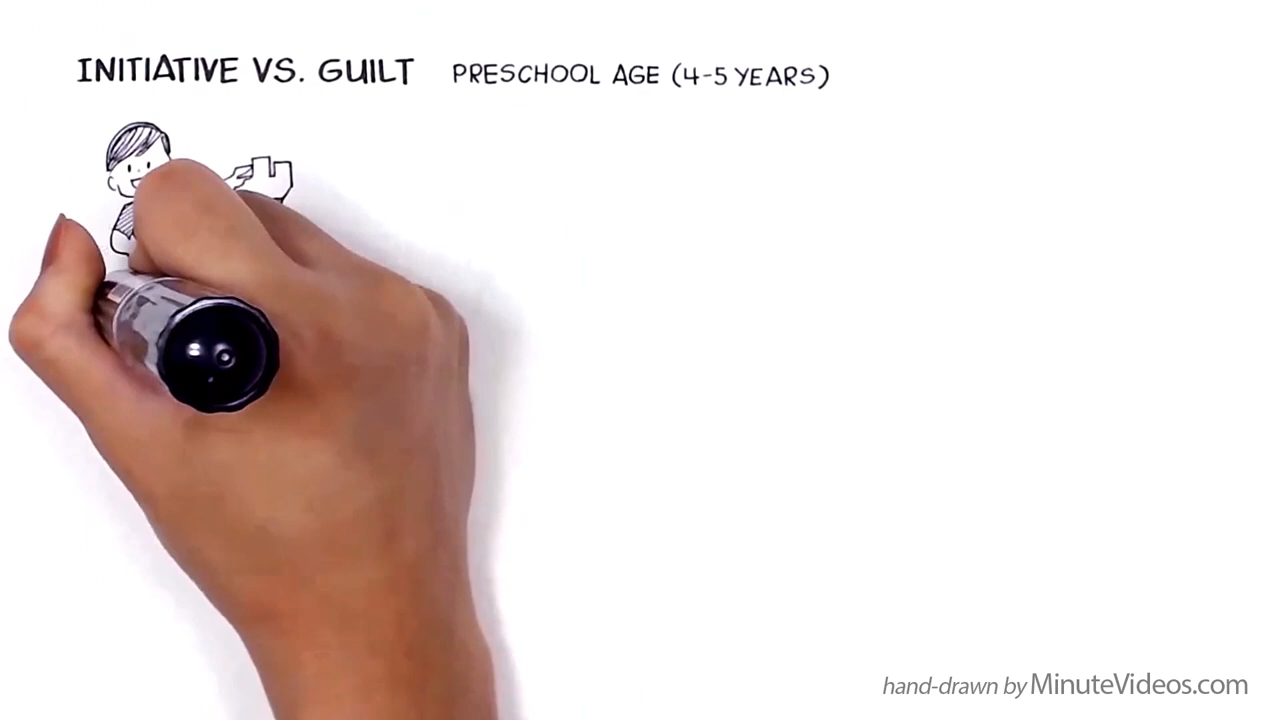 INITIATIVE VS. GUILT PRESCHOOL AGE (4-5 YEARS)
hand-drawn by MinuteVideos.com